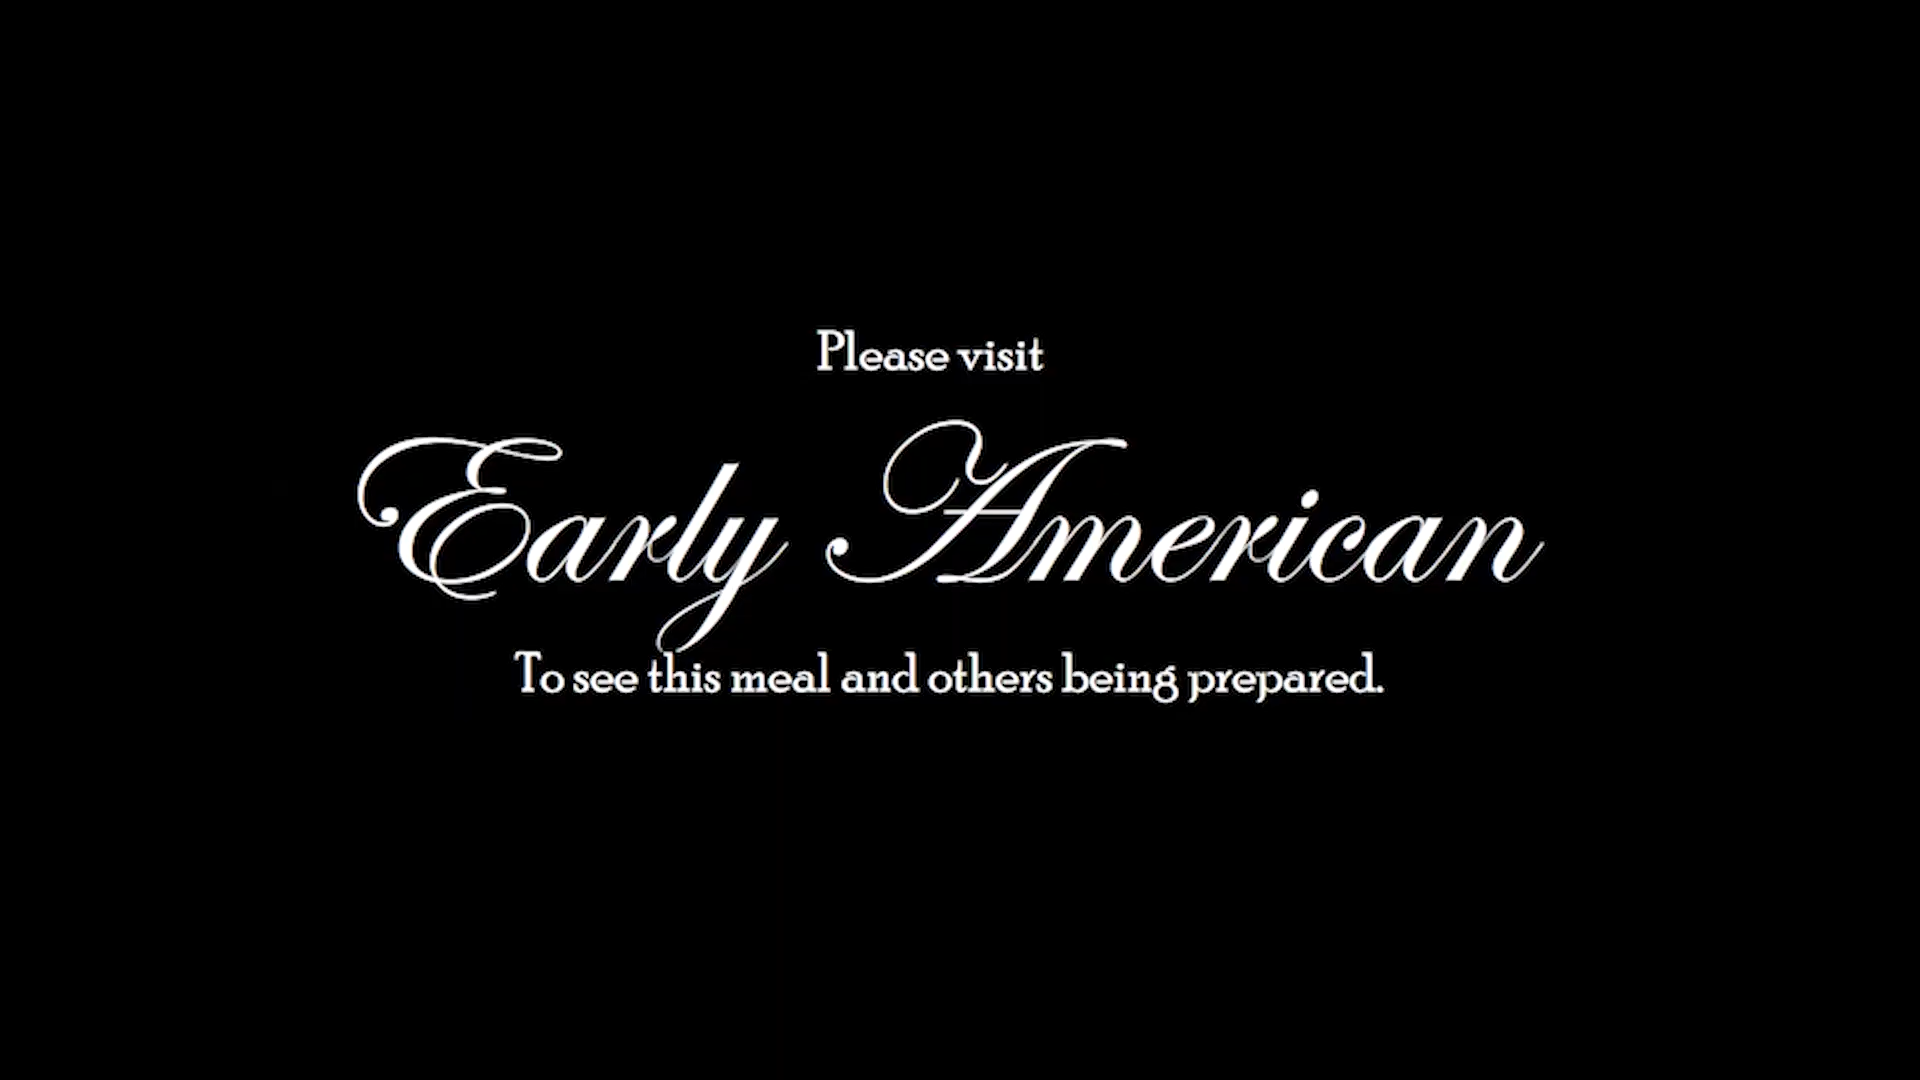 Please visit
Early American
To see this meal and others being prepared.